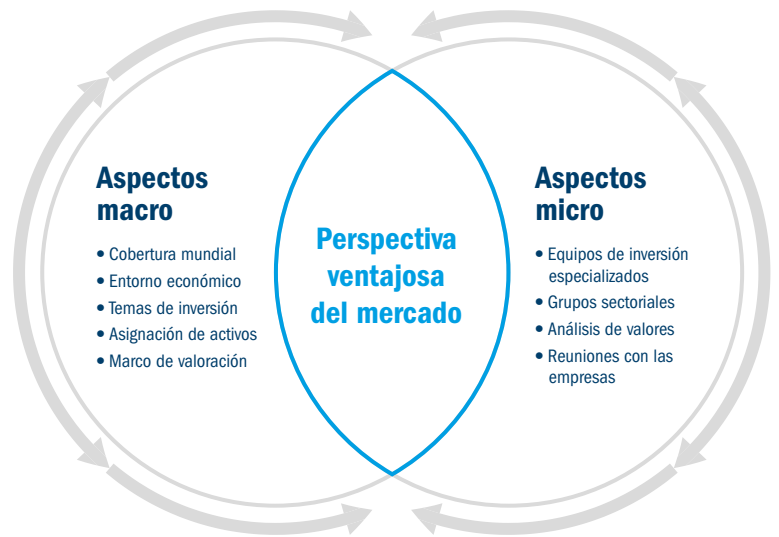 Aspectos
macro
• Cobertura mundial
• Entorno económico
• Temas de inversión
• Asignación de activos
• Marco de valoración
Perspectiva
ventajosa
del mercado
Aspectos
micro
• Equipos de inversión
especializados
• Grupos sectoriales
• Análisis de valores
• Reuniones con las
empresas